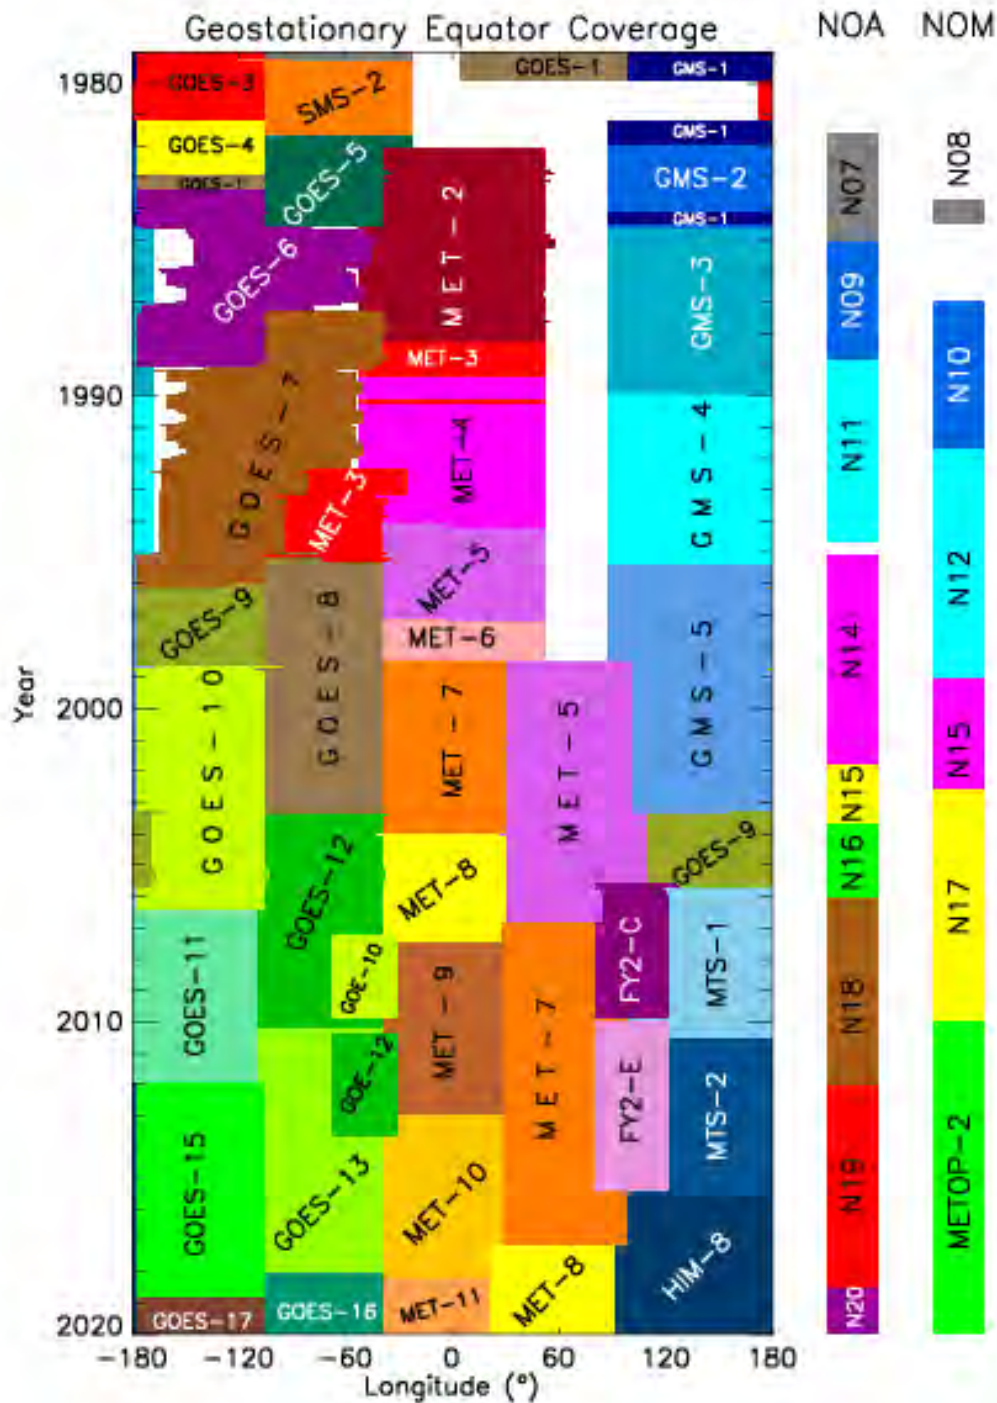 Geostationary Equator Coverage
NOA
NOM
GOES-1
GMS-1
GOES-3
1980
SMS-2
GMS-1
GOES-4
GOES-1
GOES-5
GMS-2
N07
N08
GMS-1
MET-2
GOES-6
GMS-3
N09
MET-3
N10
1990
GOES-7
MET-4
GMS-4
N11
MET-3
MET-5
N12
GOES-9
GOES-8
MET-6
GMS-5
N14
Year
2000
GOES-10
MET-7
MET-5
N15
N15
GOES-12
MET-8
GOES-9
N16
N17
GOES-11
GOE-10
MET-9
FY2-C
MTS-1
N18
2010
GOE-12
MET-7
FY2-E
MTS-2
GOES-15
GOES-13
MET-10
N19
METOP-2
HIM-8
MET-8
GOES-17
GOES-16
MET-11
N20
2020
-180 -120 -60 0 60 120 180
Longitude (°)